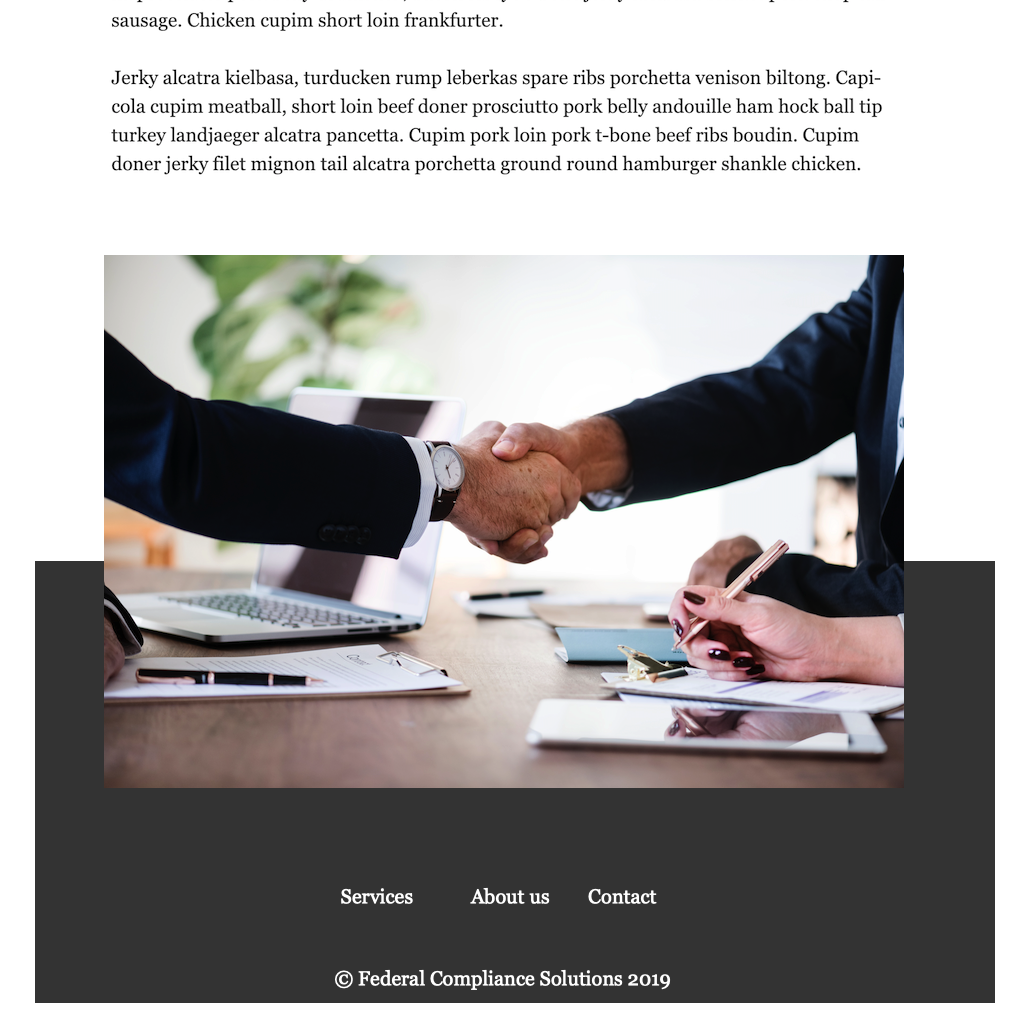 sausage. Chicken cupim short loin frankfurter.
Jerky alcatra kielbasa, turducken rump leberkas spare ribs porchetta venison biltong. Capi-
cola cupim meatball, short loin beef doner prosciutto pork belly andouille ham hock ball tip
turkey landjaeger alcatra pancetta. Cupim pork loin pork t-bone beef ribs boudin. Cupim
doner jerky filet mignon tail alcatra porchetta ground round hamburger shankle chicken.
Services About us Contact
© Federal Compliance Solutions 2019